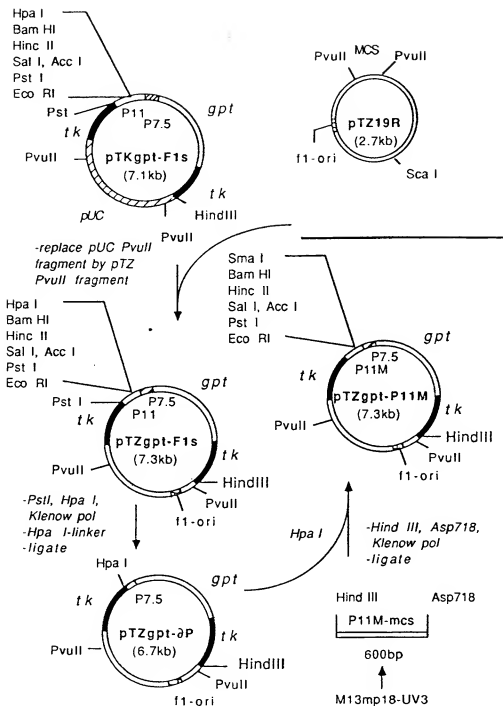 Hpa I
Bam HI
Hinc II
Sal I, Acc I
Pst I
Eco RI
Pst
P11
P7.5
gpt
tk
PvuII
pTKgpt-F1s
(7.1kb)
tk
pUC
HindIII
PvuII
MCS
PvuII
PvuII
pTZ19R
(2.7kb)
f1-ori
Sca I
-replace pUC PvuII
fragment by pTZ
PvuII fragment
Hpa I
Bam HI
Hinc II
Sal I, Acc I
Pst I
Eco RI
Pst I
P11
P7.5
gpt
tk
pTZgpt-F1s
(7.3kb)
tk
PvuII
HindIII
PvuII
f1-ori
Sma I
Bam HI
Hinc II
Sal I, Acc I
Pst I
Eco RI
P7.5
P11M
gpt
tk
pTZgpt-P11M
(7.3kb)
PvuII
tk
HindIII
PvuII
f1-ori
-PstI, Hpa I,
Klenow pol
-Hpa I-linker
-ligate
Hpa I
P7.5
gpt
tk
pTZgpt-∂P
(6.7kb)
tk
PvuII
HindIII
PvuII
f1-ori
Hpa I
-Hind III, Asp718,
Klenow pol
-ligate
Hind III Asp718
P11M-mcs
600bp
M13mp18-UV3